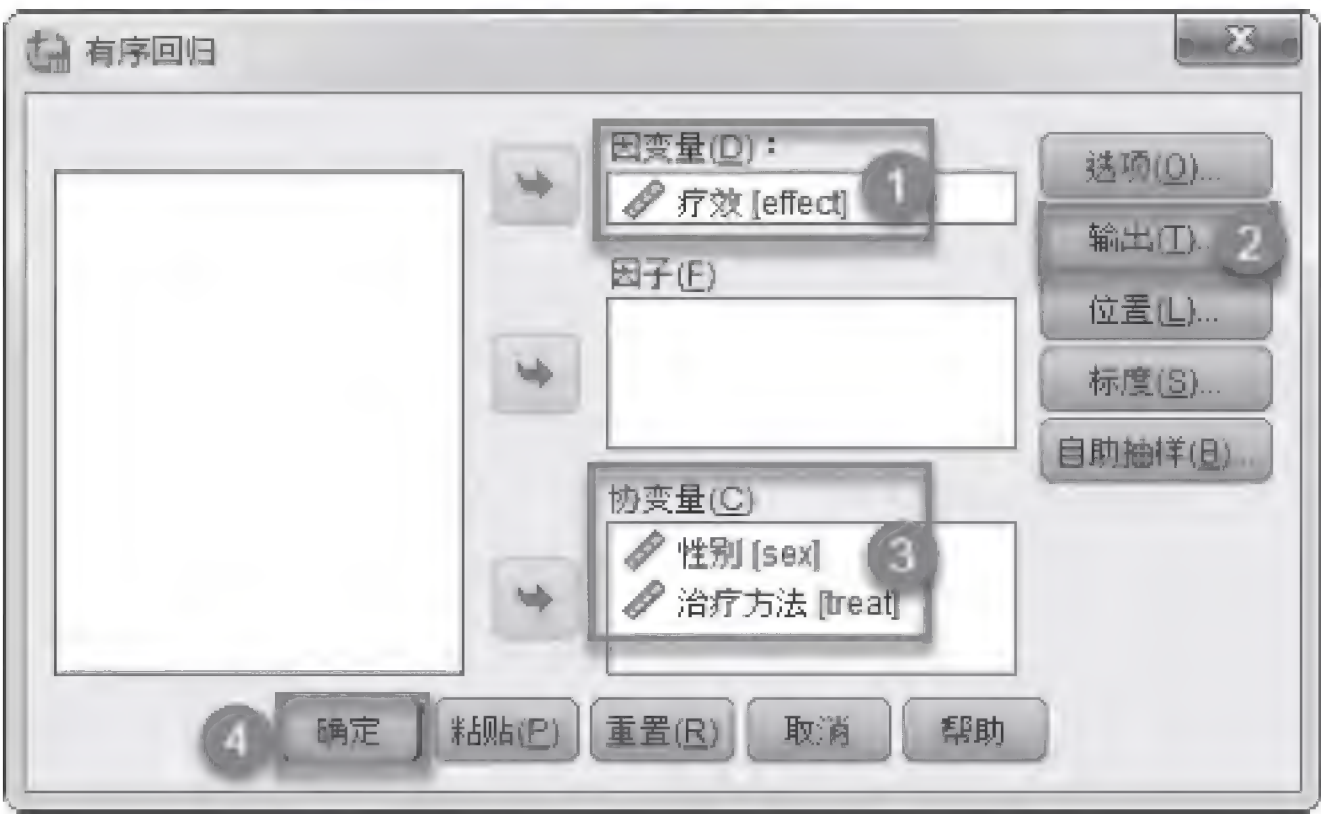 有序回归
因变量(D)：
1
疗效 [effect]
因子(F)
协变量(C)
性别 [sex]
3
治疗方法 [treat]
选项(O)...
输出(T)...
2
位置(L)...
标度(S)...
自助抽样(B)...
4
确定
粘贴(P)
重置(R)
取消
帮助